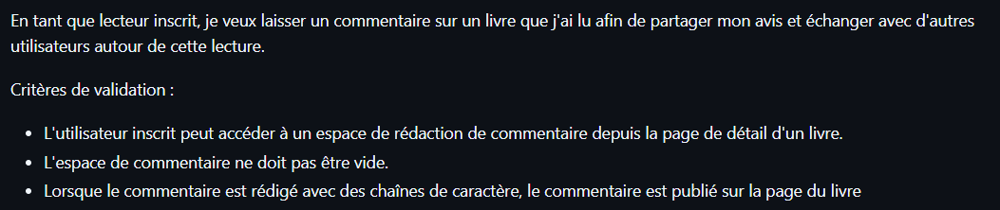 En tant que lecteur inscrit, je veux laisser un commentaire sur un livre que j'ai lu afin de partager mon avis et échanger avec d'autres
utilisateurs autour de cette lecture.
Critères de validation :
• L'utilisateur inscrit peut accéder à un espace de rédaction de commentaire depuis la page de détail d'un livre.
• L'espace de commentaire ne doit pas être vide.
• Lorsque le commentaire est rédigé avec des chaînes de caractère, le commentaire est publié sur la page du livre